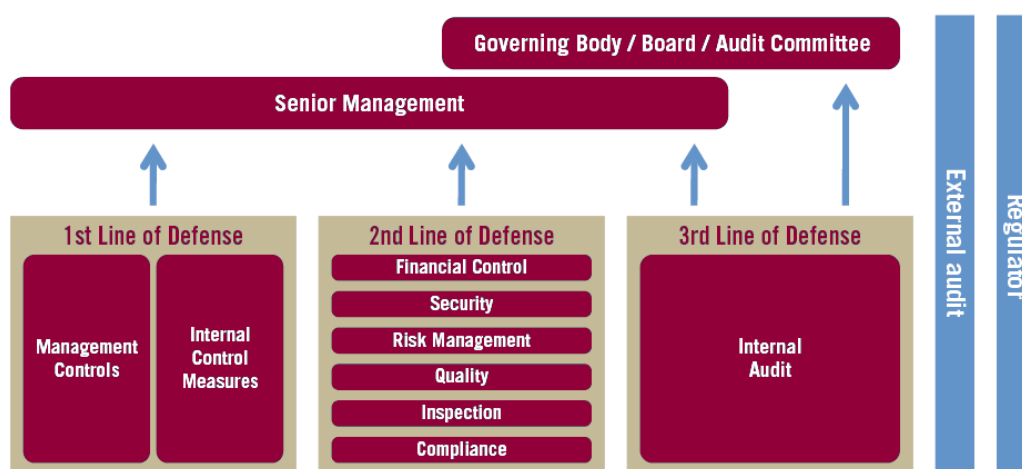 Governing Body / Board / Audit Committee
Senior Management
1st Line of Defense
Management
Controls
Internal
Control
Measures
2nd Line of Defense
Financial Control
Security
Risk Management
Quality
Inspection
Compliance
3rd Line of Defense
Internal
Audit
External audit
Regulator